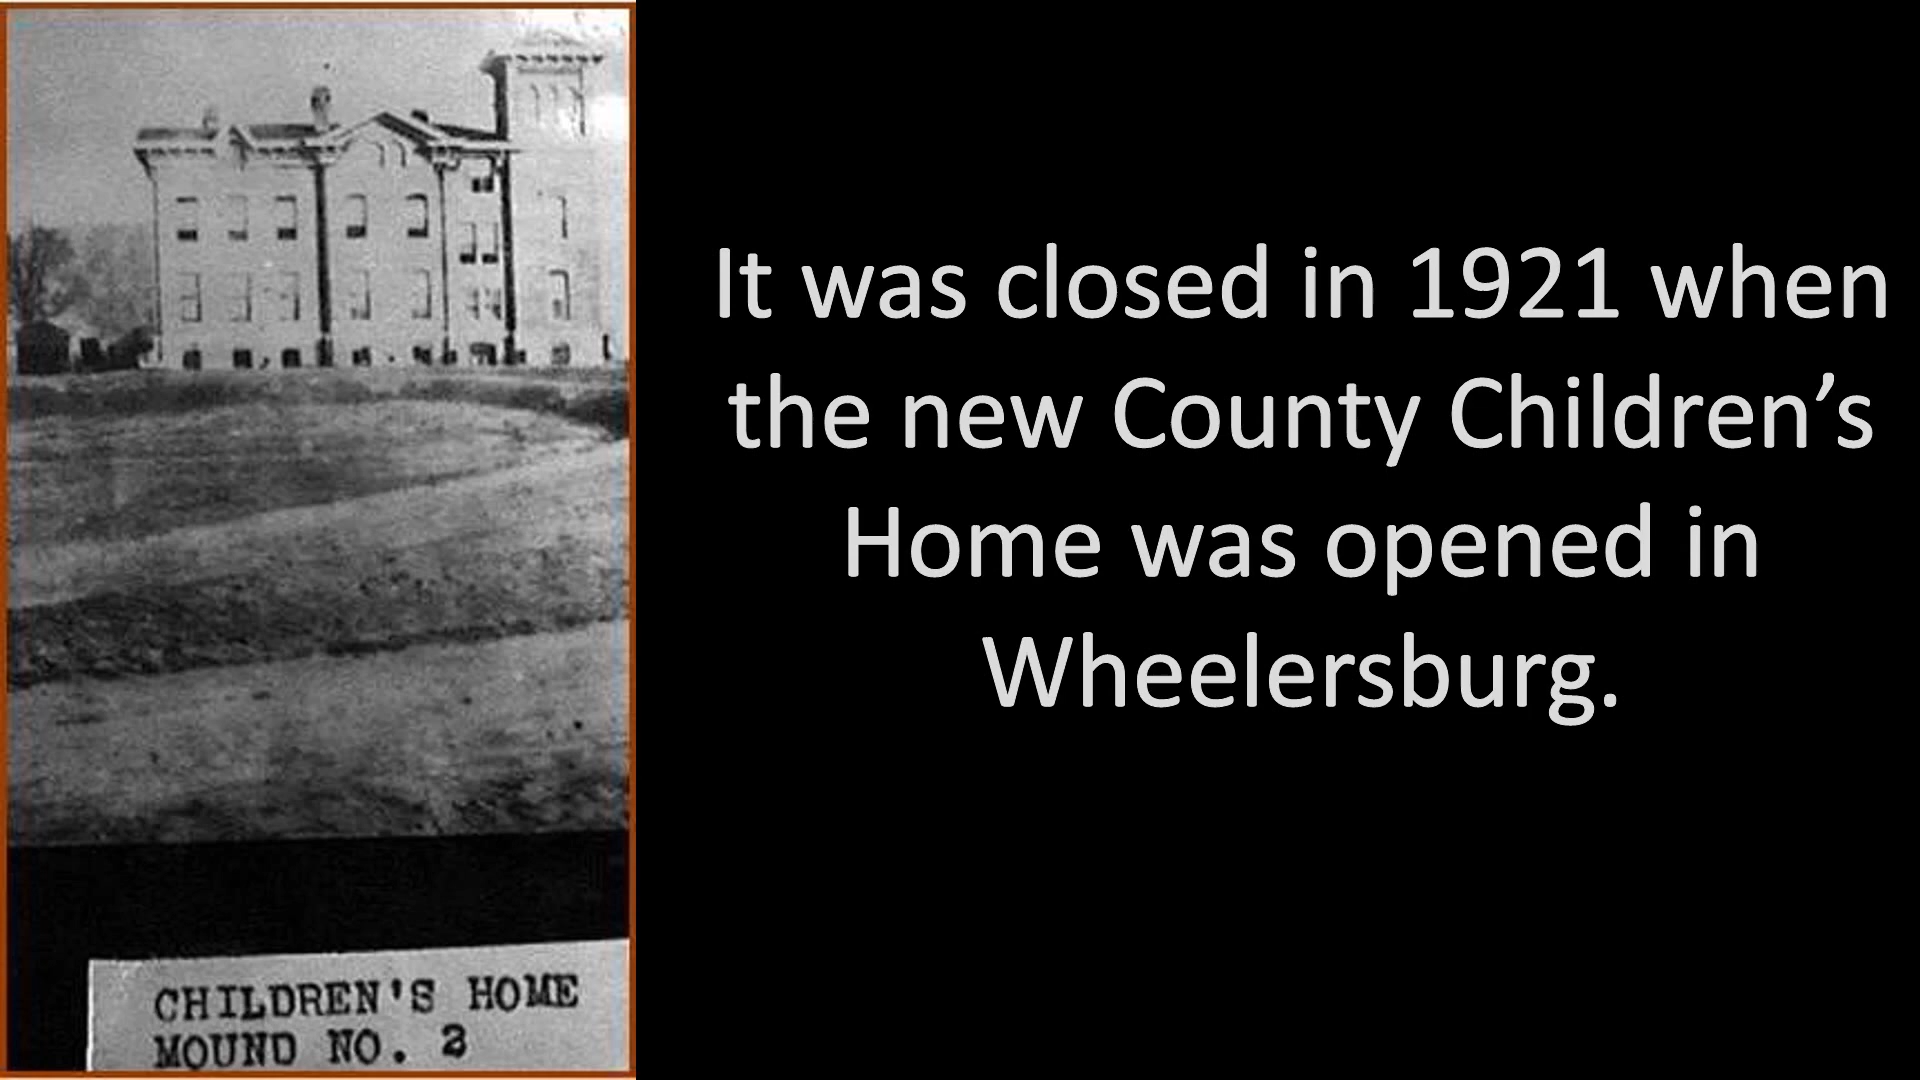 It was closed in 1921 when
the new County Children’s
Home was opened in
Wheelersburg.
CHILDREN'S HOME
MOUND NO. 2